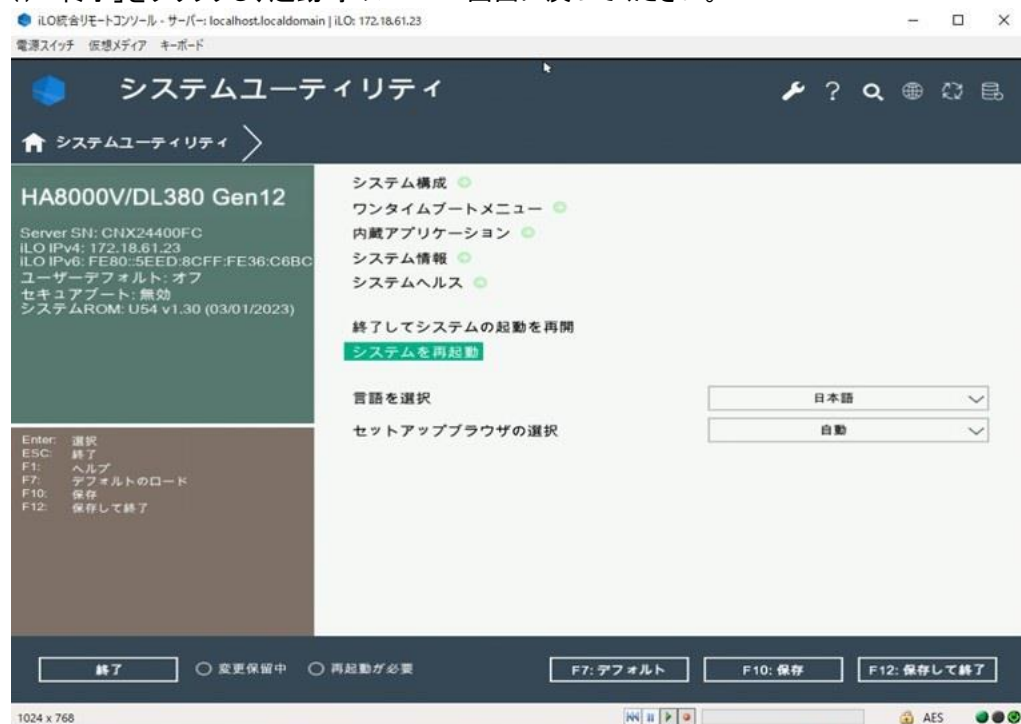 iLO統合リモートコンソール - サーバー: localhost.localdomain | iLO: 172.18.61.23
電源スイッチ 仮想メディア キーボード
システムユーティリティ
システムユーティリティ
HA8000V/DL380 Gen12
Server SN: CNX24400FC
iLO IPv4: 172.18.61.23
iLO IPv6: FE80::5EED:8CFF:FE36:C6BC
ユーザーデフォルト: オフ
セキュアブート: 無効
システムROM: U54 v1.30 (03/01/2023)
Enter: 選択
ESC: 終了
F1: ヘルプ
F7: デフォルトのロード
F10: 保存
F12: 保存して終了
システム構成
ワンタイムブートメニュー
内蔵アプリケーション
システム情報
システムヘルス
終了してシステムの起動を再開
システムを再起動
言語を選択 日本語
セットアップブラウザの選択 自動
終了 変更保留中 再起動が必要 F7: デフォルト F10: 保存 F12: 保存して終了
1024 x 768 AES